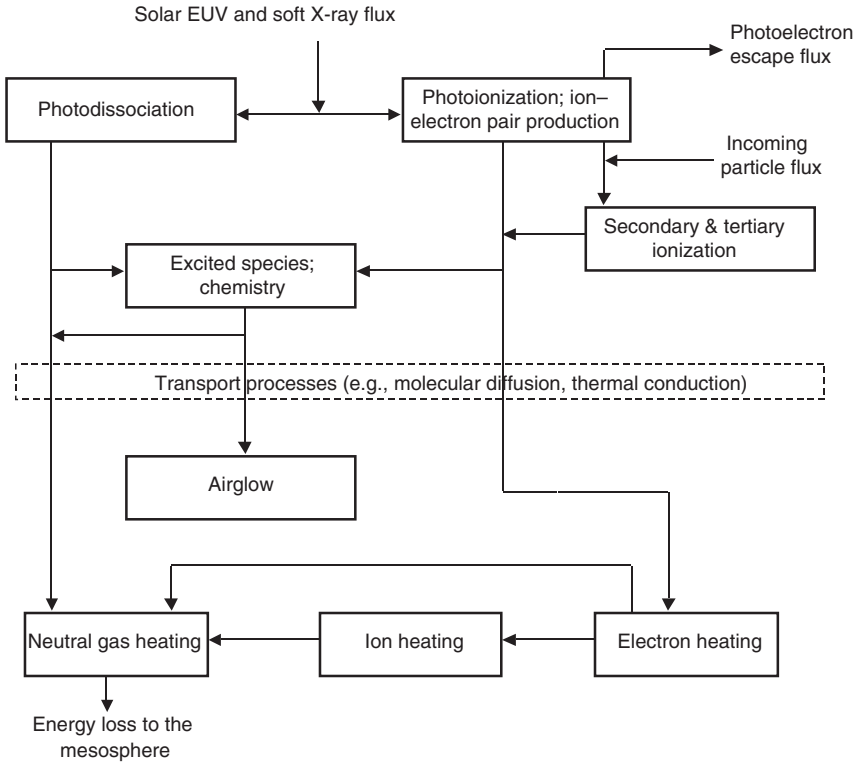 Solar EUV and soft X-ray flux
Photoelectron
escape flux
Photodissociation
Photoionization; ion–
electron pair production
Incoming
particle flux
Secondary & tertiary
ionization
Excited species;
chemistry
Transport processes (e.g., molecular diffusion, thermal conduction)
Airglow
Neutral gas heating
Ion heating
Electron heating
Energy loss to the
mesosphere